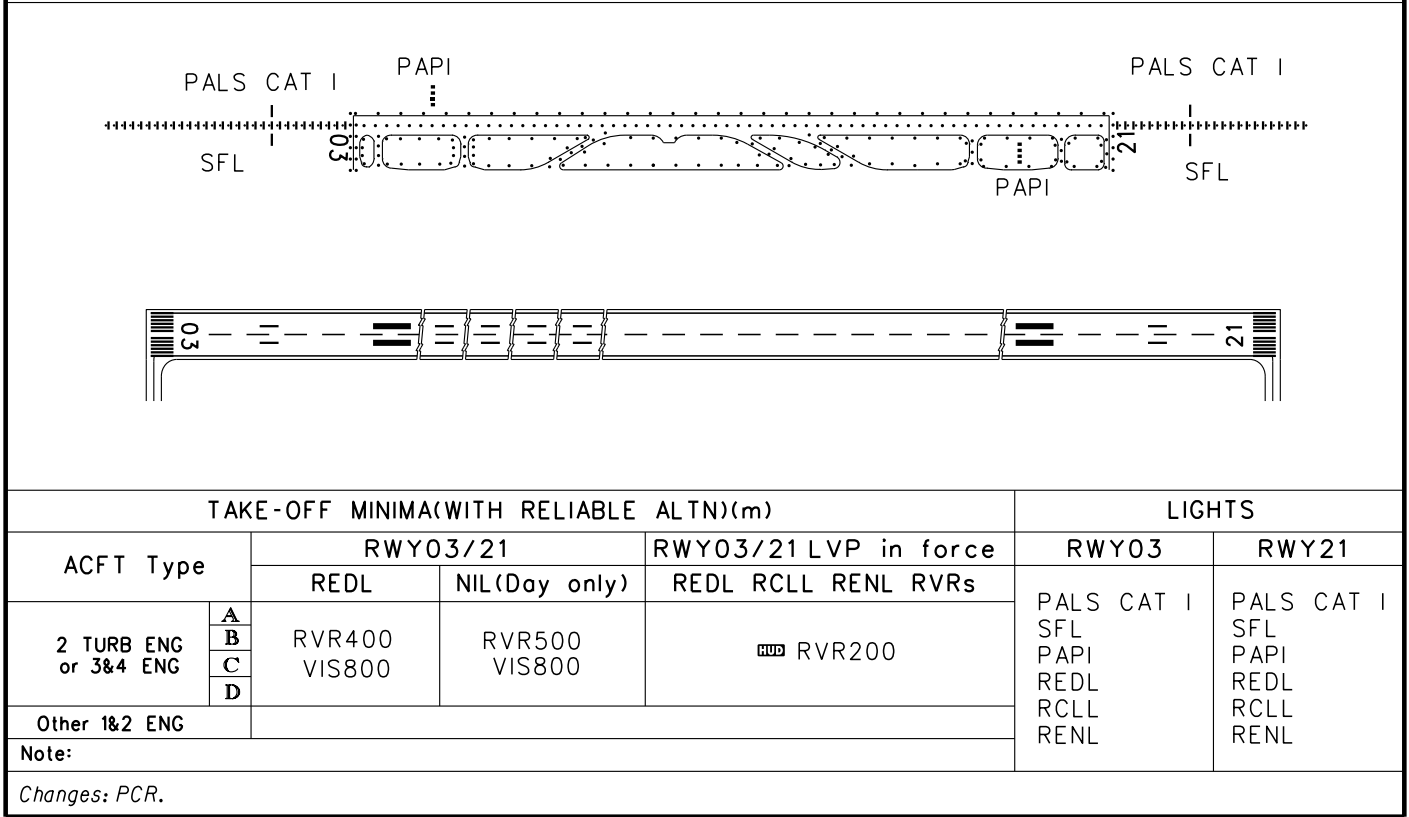 PAPI
PALS CAT I
PALS CAT I
03
21
SFL
SFL
PAPI
03
21
TAKE-OFF MINIMA(WITH RELIABLE ALTN)(m)
LIGHTS
ACFT Type
RWY03/21
RWY03/21 LVP in force
RWY03
RWY21
REDL
NIL(Day only)
REDL RCLL RENL RVRs
2 TURB ENG
or 3&4 ENG
A
B
C
D
RVR400
VIS800
RVR500
VIS800
HUD RVR200
PALS CAT I
SFL
PAPI
REDL
RCLL
RENL
PALS CAT I
SFL
PAPI
REDL
RCLL
RENL
Other 1&2 ENG
Note:
Changes: PCR.